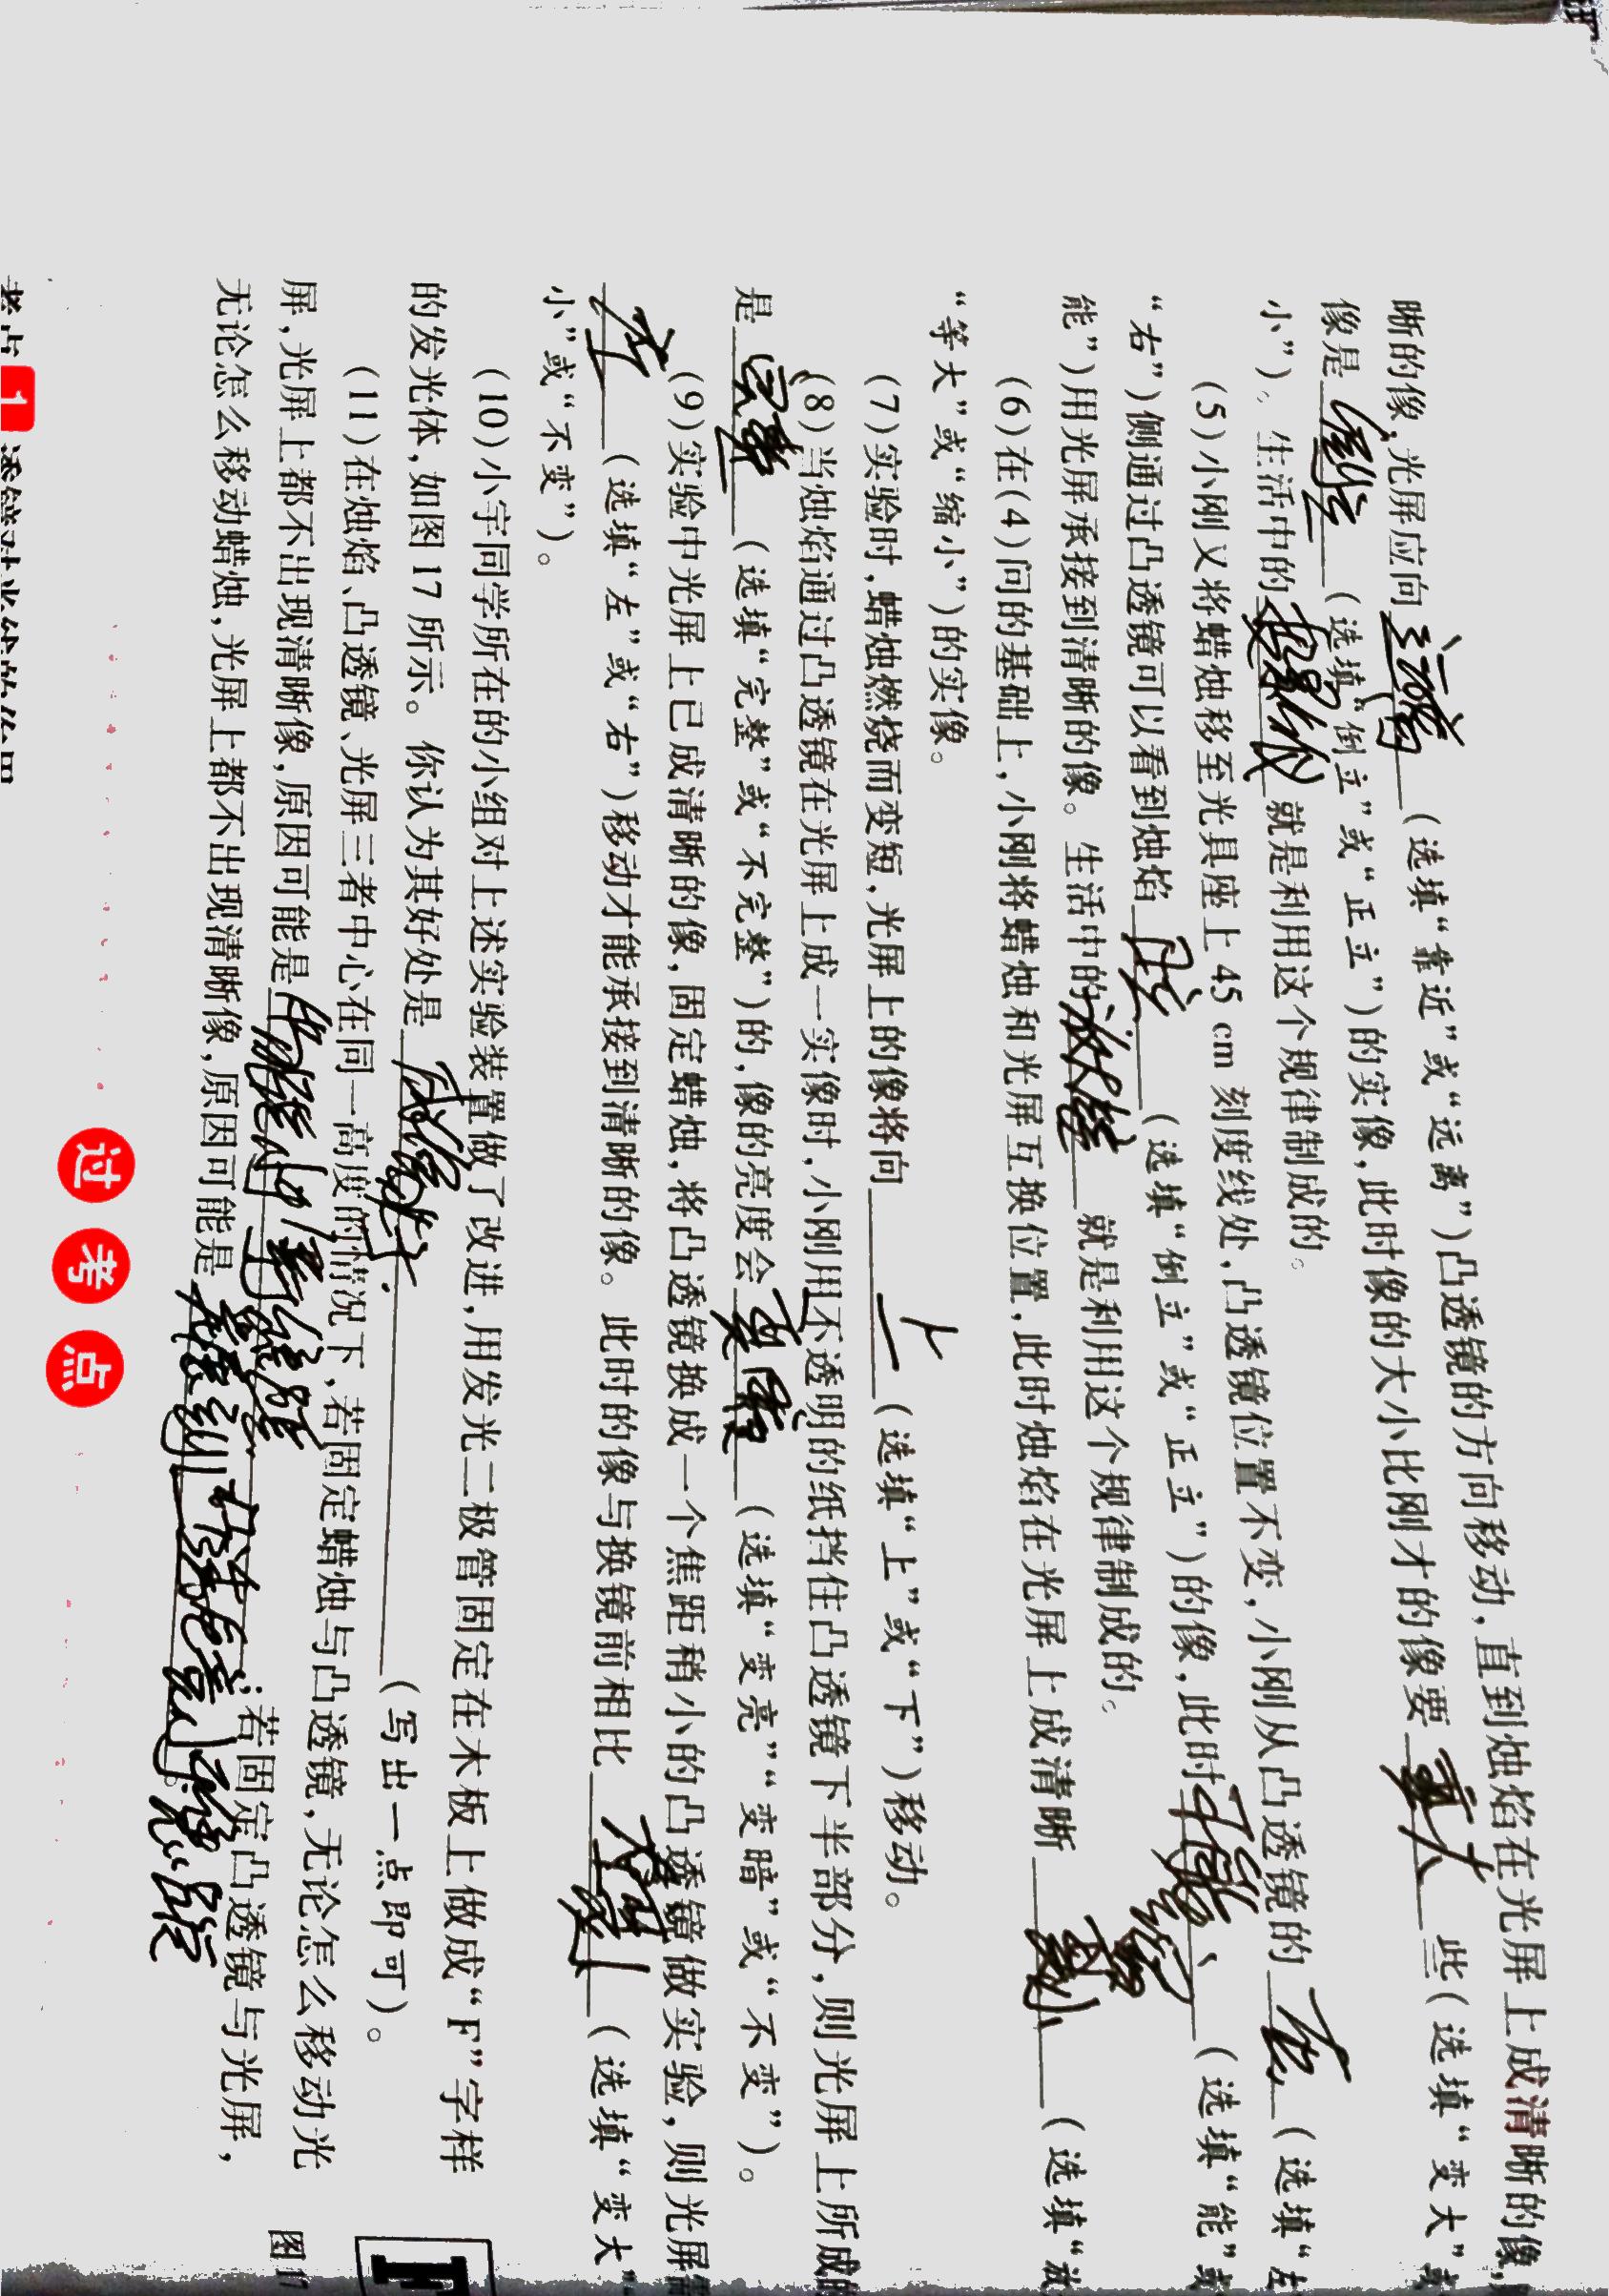 晰的像,光屏应向 远离 (选填“靠近”或“远离”)凸透镜的方向移动,直到烛焰在光屏上成清晰的像,
像是 倒立 (选填“倒立”或“正立”)的实像,此时像的大小比刚才的像要 变大 些(选填“变大”或
小”)。生活中的 投影仪 就是利用这个规律制成的。
(5)小刚又将蜡烛移至光具座上 45 cm 刻度线处,凸透镜位置不变,小刚从凸透镜的 右 (选填“左
“右”)侧通过凸透镜可以看到烛焰 正立 (选填“倒立”或“正立”)的像,此时 不能 (选填“能”或
能”)用光屏承接到清晰的像。生活中的 放大镜 就是利用这个规律制成的。
(6)在(4)问的基础上,小刚将蜡烛和光屏互换位置,此时烛焰在光屏上成清晰 缩小 (选填“放
“等大”或“缩小”)的实像。
(7)实验时,蜡烛燃烧而变短,光屏上的像将向 上 (选填“上”或“下”)移动。
(8)当烛焰通过凸透镜在光屏上成一实像时,小刚用不透明的纸挡住凸透镜下半部分,则光屏上所成的
是 完整 (选填“完整”或“不完整”)的,像的亮度会 变暗 (选填“变亮”“变暗”或“不变”)。
(9)实验中光屏上已成清晰的像,固定蜡烛,将凸透镜换成一个焦距稍小的凸透镜做实验,则光屏需
左 (选填“左”或“右”)移动才能承接到清晰的像。此时的像与换镜前相比 (选填“变大”
小”或“不变”)。
(10)小宇同学所在的小组对上述实验装置做了改进,用发光二极管固定在木板上做成“F”字样
的发光体,如图 17 所示。你认为其好处是 成像 (写出一点即可)。
(11)在烛焰、凸透镜、光屏三者中心在同一高度的情况下,若固定蜡烛与凸透镜,无论怎么移动光
屏,光屏上都不出现清晰像,原因可能是 ;若固定凸透镜与光屏,
无论怎么移动蜡烛,光屏上都不出现清晰像,原因可能是 。
F
图 17
过考点
考点 1 透镜对光线的作用